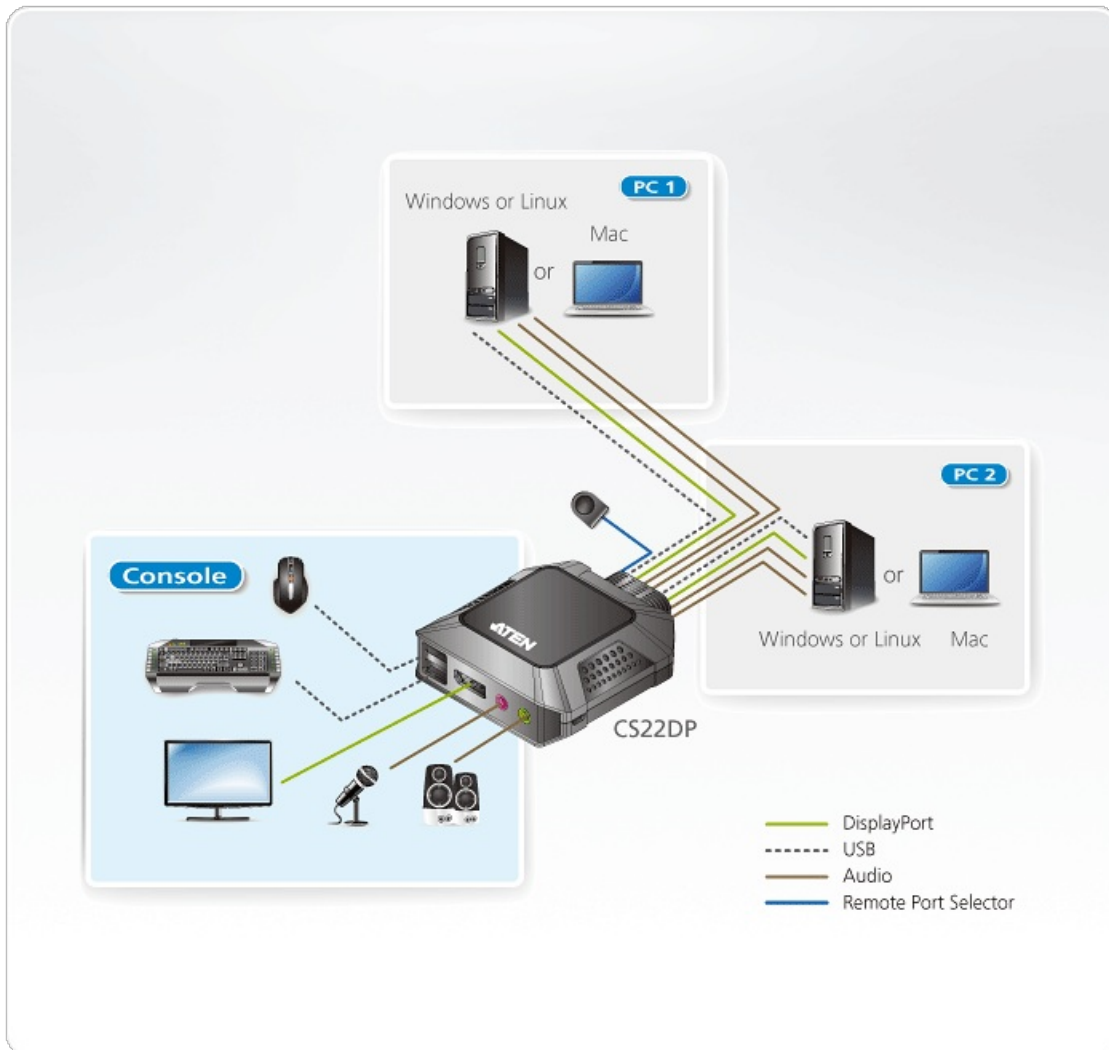 PC 1
Windows or Linux
Mac
or
PC 2
or
Windows or Linux Mac
Console
ATEN
CS22DP
DisplayPort
USB
Audio
Remote Port Selector